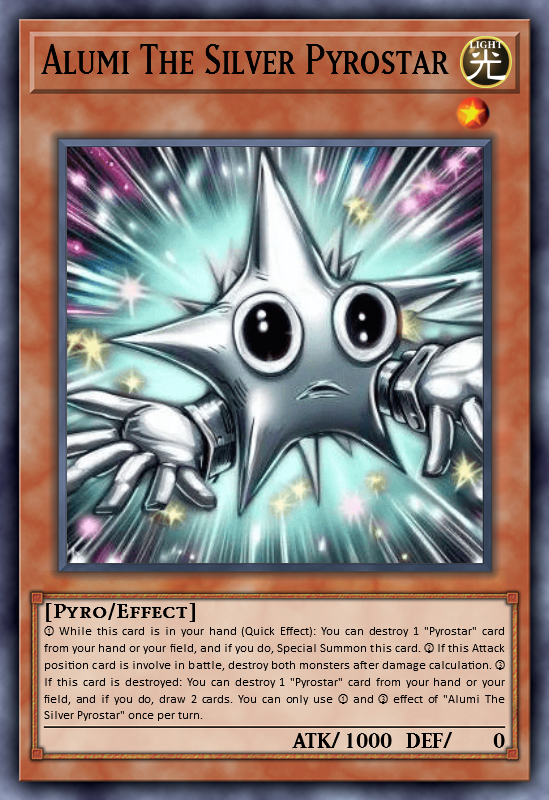 ALUMI THE SILVER PYROSTAR
LIGHT
光
[PYRO/EFFECT]
① While this card is in your hand (Quick Effect): You can destroy 1 "Pyrostar" card
from your hand or your field, and if you do, Special Summon this card. ② If this Attack
position card is involve in battle, destroy both monsters after damage calculation. ③
If this card is destroyed: You can destroy 1 "Pyrostar" card from your hand or your
field, and if you do, draw 2 cards. You can only use ① and ③ effect of "Alumi The
Silver Pyrostar" once per turn.
ATK/ 1000 DEF/ 0